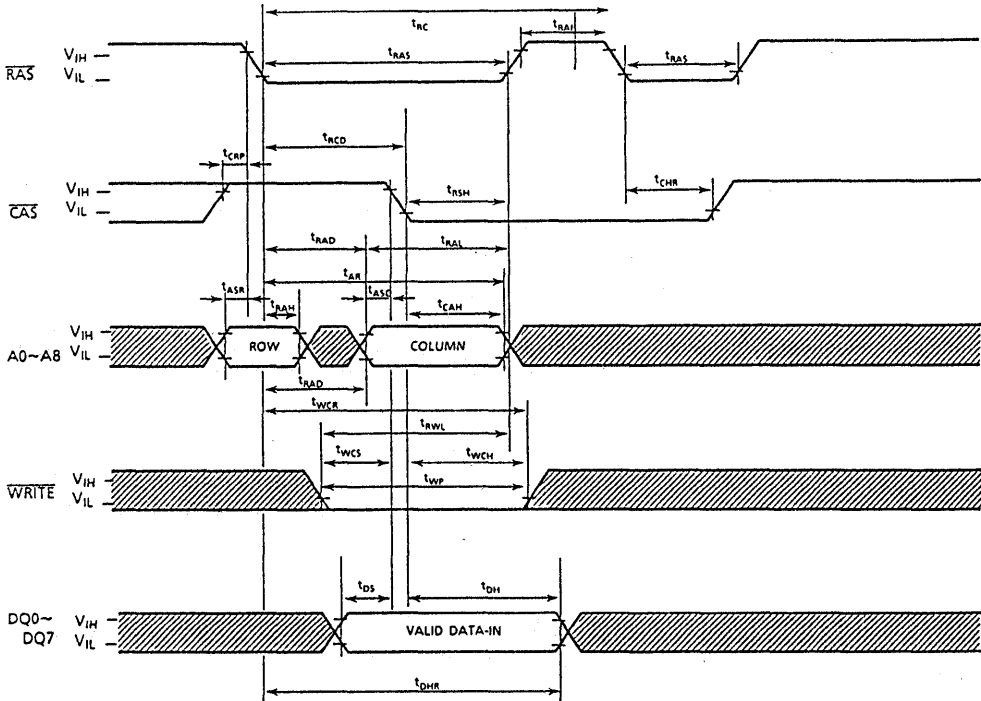 tRC
tRAI
VIH
RAS
VIL
tRAS
tRAS
tRCD
tCRP
VIH
CAS
VIL
tRSH
tCHR
tRAD
tRAL
tAR
tASR
tASC
tRAH
tCAH
VIH
A0~A8
VIL
ROW
COLUMN
tRAD
tWCR
tRWL
tWCS
tWCH
VIH
WRITE
VIL
tWP
tDS
tDH
DQ0~
DQ7
VIH
VIL
VALID DATA-IN
tDHR